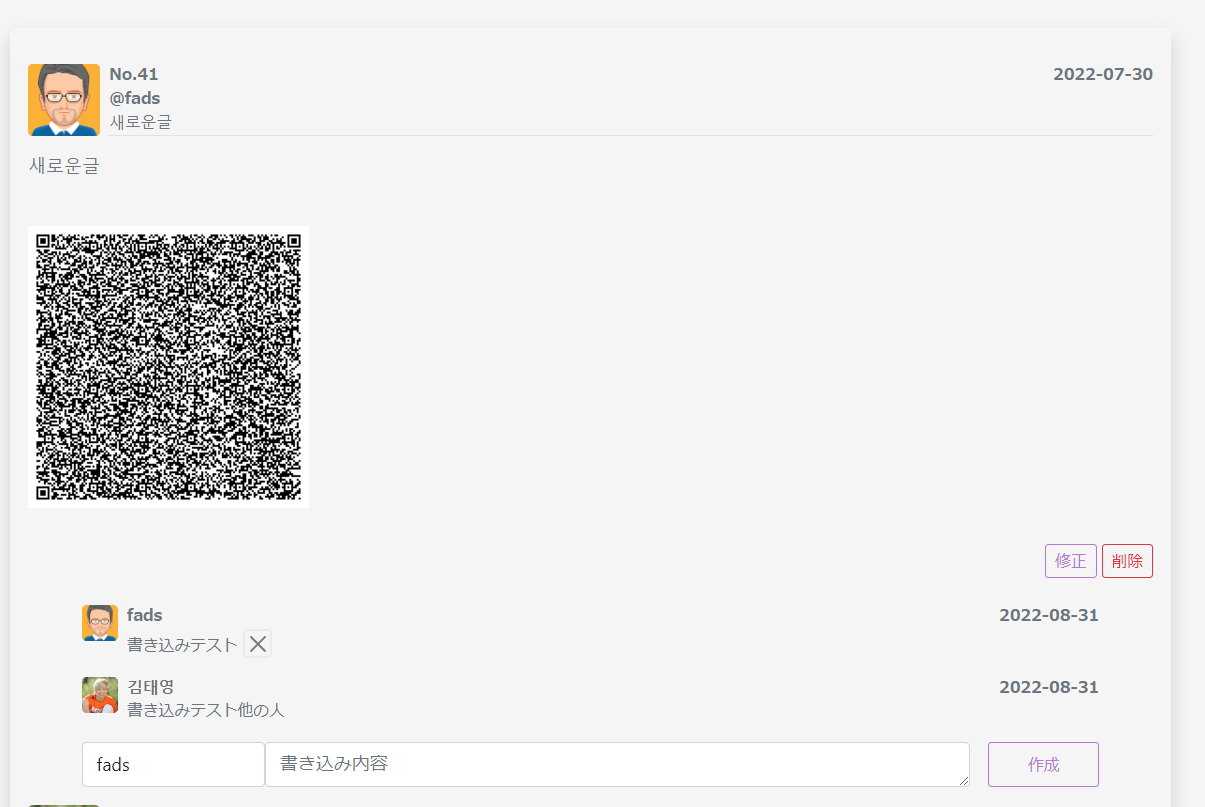 No.41
2022-07-30
@fads
새로운글
새로운글
修正
削除
fads
2022-08-31
書き込みテスト
김태영
2022-08-31
書き込みテスト他の人
fads
書き込み内容
作成